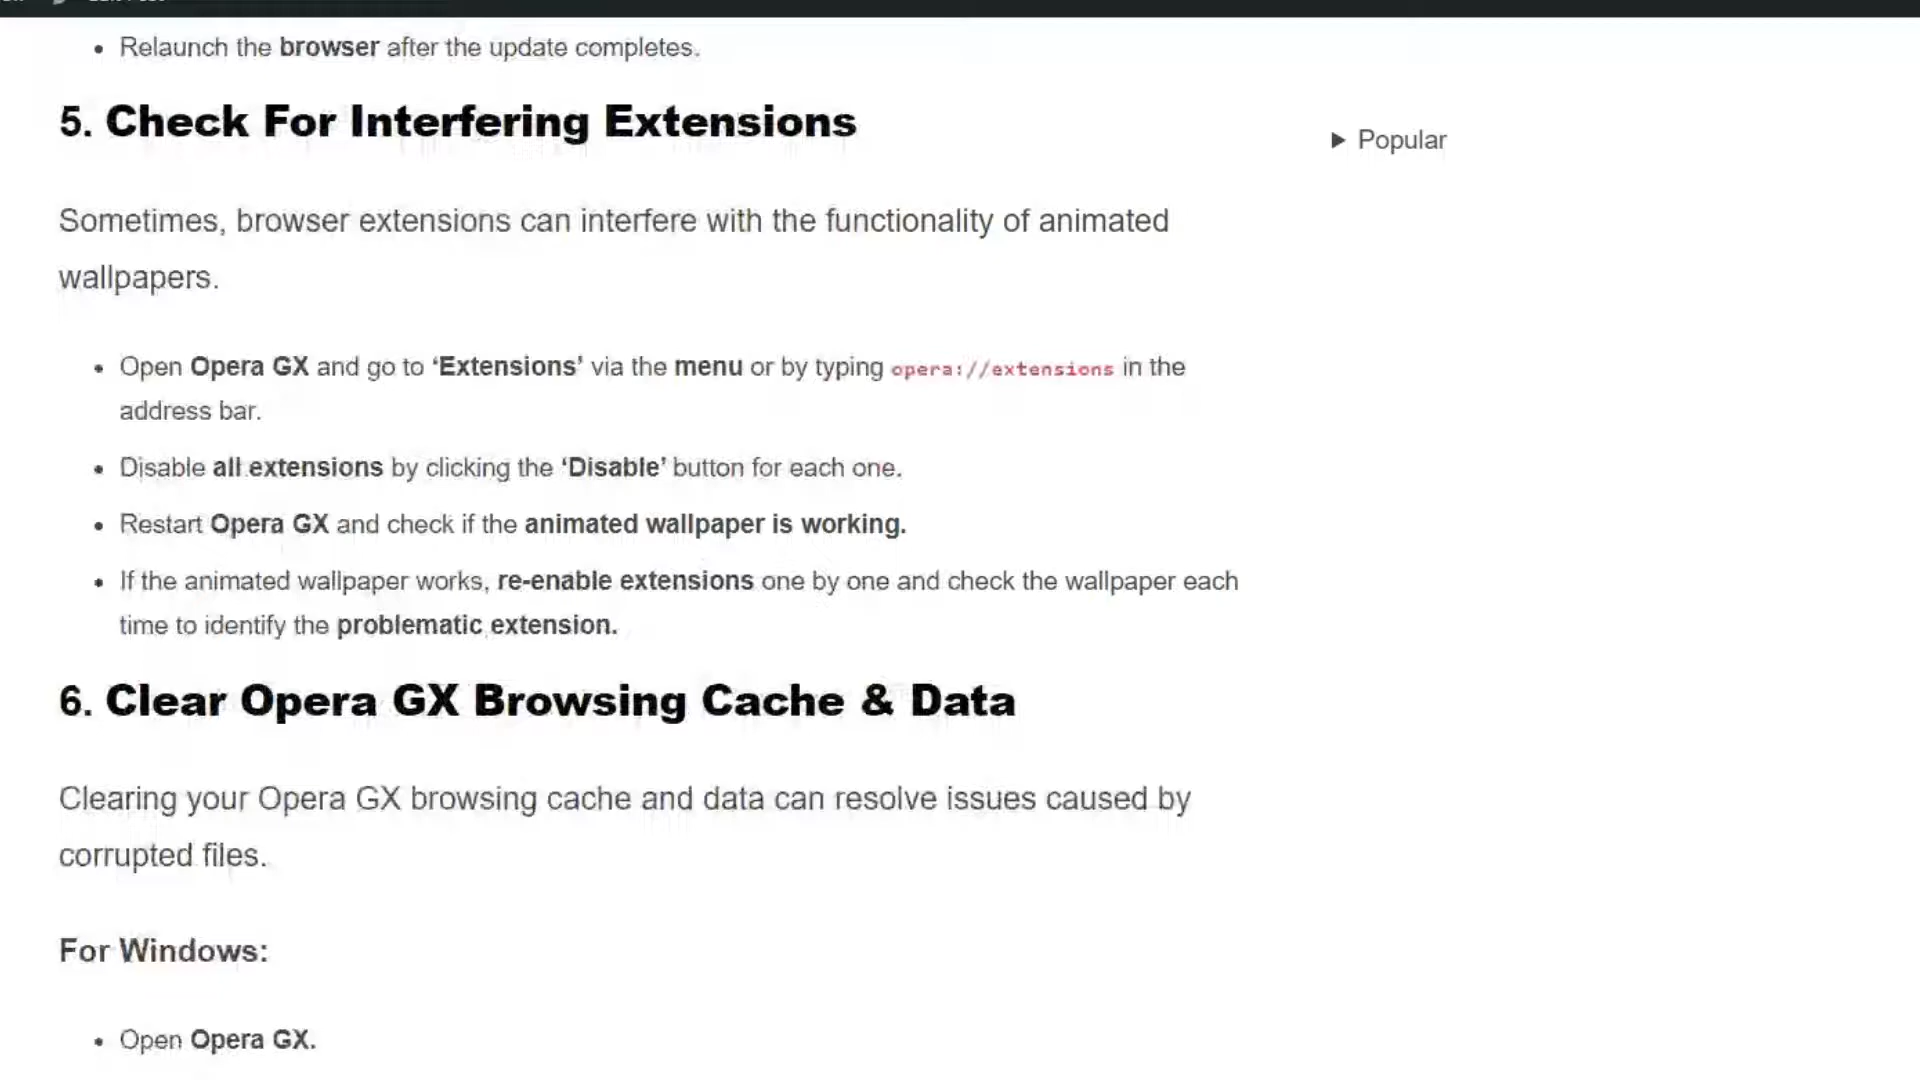 Relaunch the browser after the update completes.
5. Check For Interfering Extensions
Popular
Sometimes, browser extensions can interfere with the functionality of animated
wallpapers.
Open Opera GX and go to ‘Extensions’ via the menu or by typing opera://extensions in the
address bar.
Disable all extensions by clicking the ‘Disable’ button for each one.
Restart Opera GX and check if the animated wallpaper is working.
If the animated wallpaper works, re-enable extensions one by one and check the wallpaper each
time to identify the problematic extension.
6. Clear Opera GX Browsing Cache & Data
Clearing your Opera GX browsing cache and data can resolve issues caused by
corrupted files.
For Windows:
Open Opera GX.